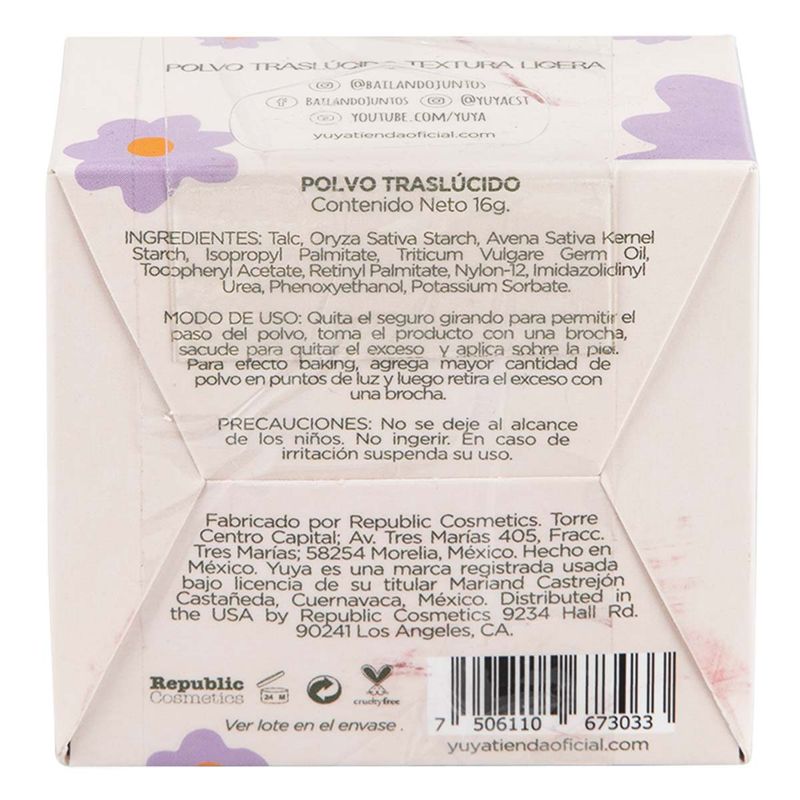 POLVO TRASLÚCIDO TEXTURA LIGERA
@BAILANDOJUNTOS
BAILANDOJUNTOS @YUYACST
YOUTUBE.COM/YUYA
yuyatiendaoficial.com
POLVO TRASLÚCIDO
Contenido Neto 16g.
INGREDIENTES: Talc, Oryza Sativa Starch, Avena Sativa Kernel
Starch, Isopropyl Palmitate, Triticum Vulgare Germ Oil,
Tocopheryl Acetate, Retinyl Palmitate, Nylon-12, Imidazolidinyl
Urea, Phenoxyethanol, Potassium Sorbate.
MODO DE USO: Quita el seguro girando para permitir el
paso del polvo, toma el producto con una brocha,
sacude para quitar el exceso y aplica sobre la piel.
Para efecto baking, agrega mayor cantidad de
polvo en puntos de luz y luego retira el exceso con
una brocha.
PRECAUCIONES: No se deje al alcance
de los niños. No ingerir. En caso de
irritación suspenda su uso.
Fabricado por Republic Cosmetics. Torre
Centro Capital; Av. Tres Marías 405, Fracc.
Tres Marías; 58254 Morelia, México. Hecho en
México. Yuya es una marca registrada usada
bajo licencia de su titular Mariand Castrejón
Castañeda, Cuernavaca, México. Distributed in
the USA by Republic Cosmetics 9234 Hall Rd.
90241 Los Angeles, CA.
Republic
Cosmetics
24 M
crueltyfree
Ver lote en el envase .
7 506110 673033
yuyatiendaoficial.com